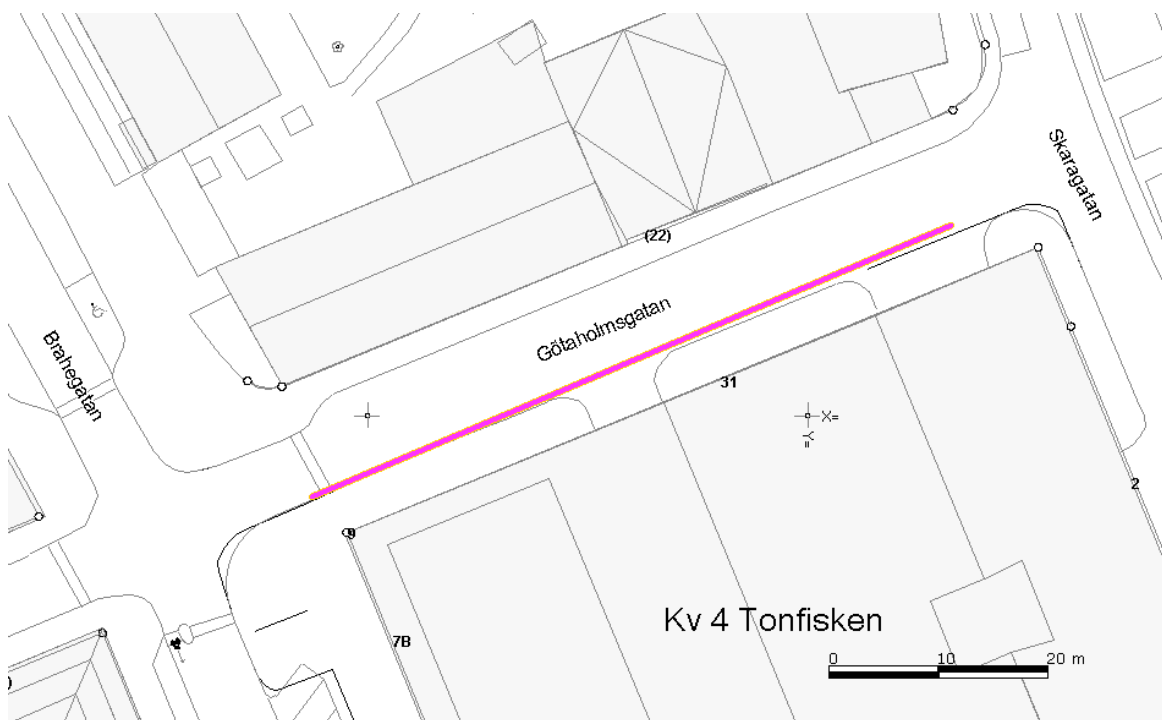 Skaragatan
(22)
Götaholmsgatan
Brahegatan
31
X=
Y=
2
9
Kv 4 Tonfisken
7B
0 10 20 m